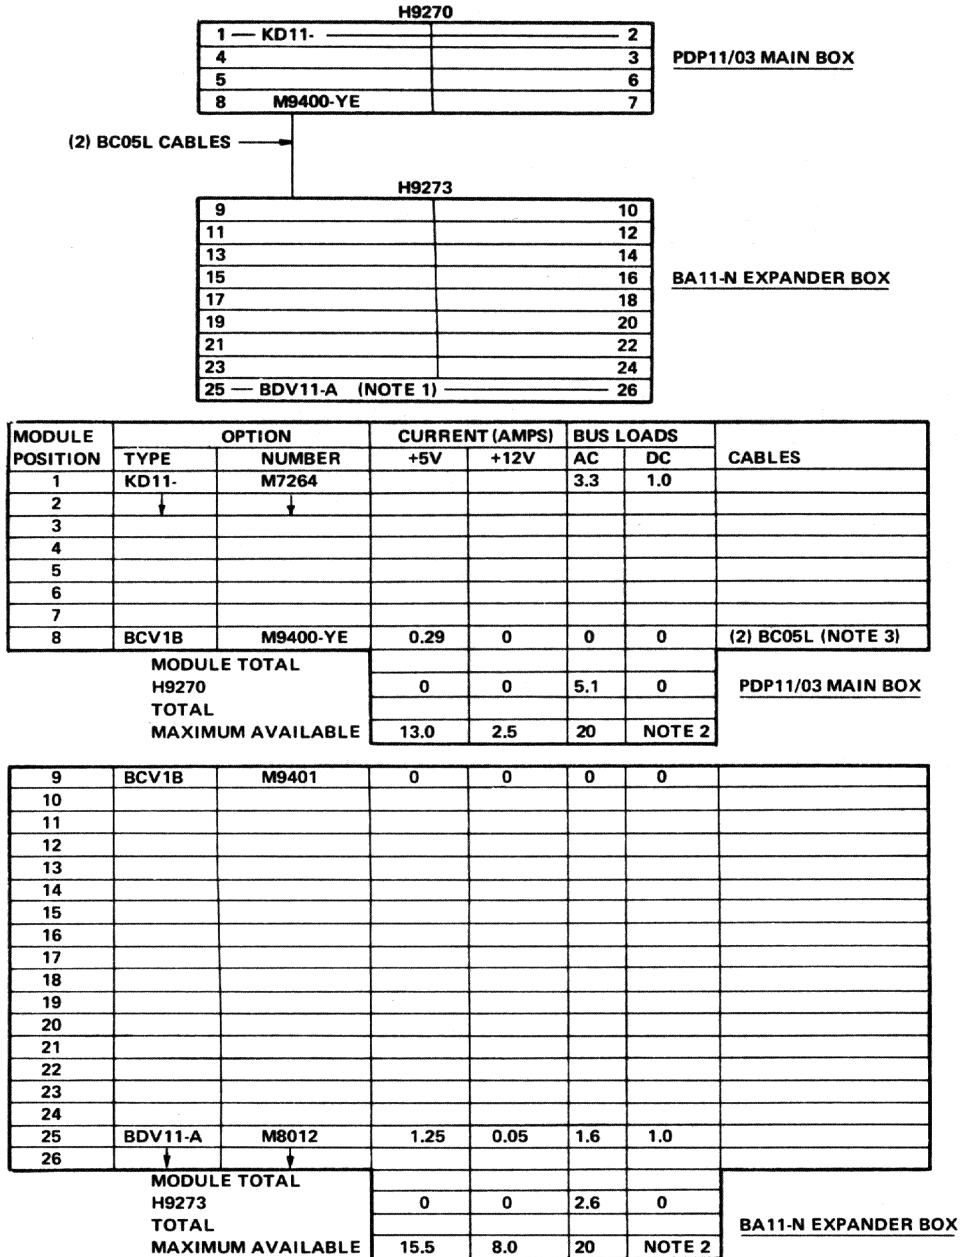 H9270
1 — KD11- — 2
4 3
5 6
8 M9400-YE 7
PDP11/03 MAIN BOX
(2) BC05L CABLES
H9273
9 10
11 12
13 14
15 16
17 18
19 20
21 22
23 24
25 — BDV11-A (NOTE 1) — 26
BA11-N EXPANDER BOX
MODULE OPTION CURRENT (AMPS) BUS LOADS
POSITION TYPE NUMBER +5V +12V AC DC CABLES
1 KD11- M7264 3.3 1.0
2
3
4
5
6
7
8 BCV1B M9400-YE 0.29 0 0 0 (2) BC05L (NOTE 3)
MODULE TOTAL
H9270 0 0 5.1 0 PDP11/03 MAIN BOX
TOTAL
MAXIMUM AVAILABLE 13.0 2.5 20 NOTE 2
9 BCV1B M9401 0 0 0 0
10
11
12
13
14
15
16
17
18
19
20
21
22
23
24
25 BDV11-A M8012 1.25 0.05 1.6 1.0
26
MODULE TOTAL
H9273 0 0 2.6 0
TOTAL BA11-N EXPANDER BOX
MAXIMUM AVAILABLE 15.5 8.0 20 NOTE 2